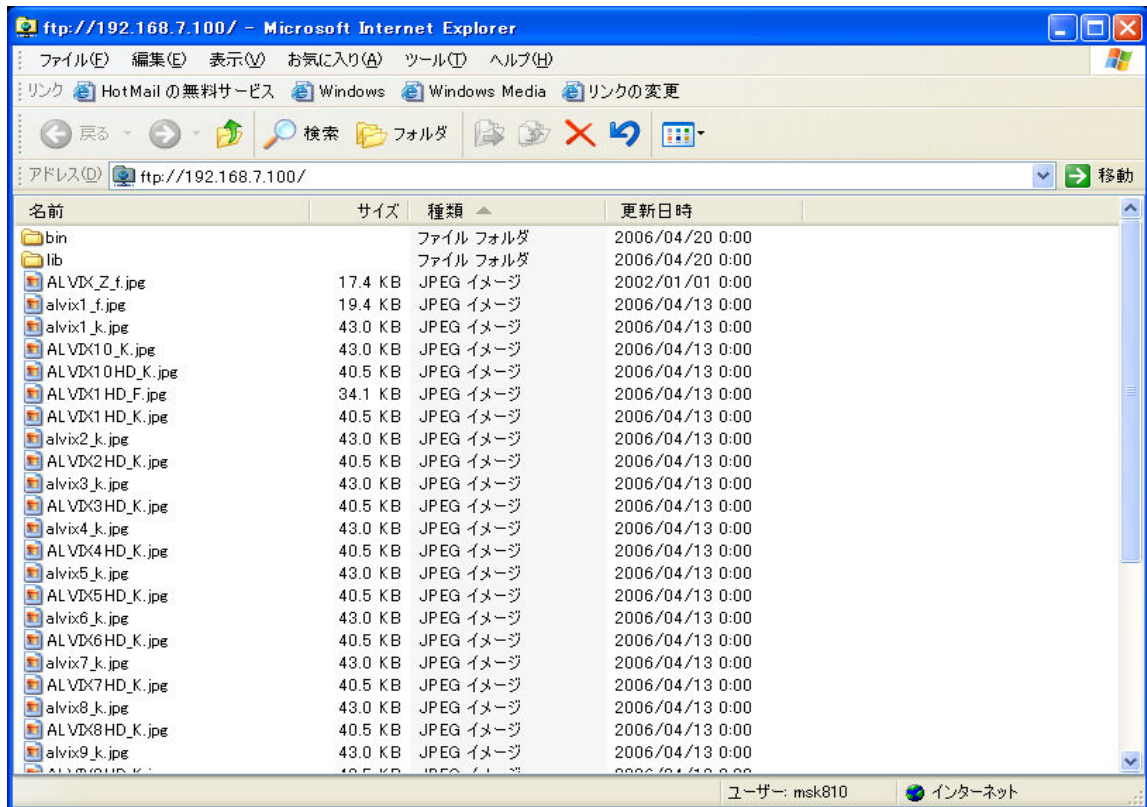 ftp://192.168.7.100/ - Microsoft Internet Explorer
ファイル(F) 編集(E) 表示(V) お気に入り(A) ツール(T) ヘルプ(H)
リンク HotMail の無料サービス Windows Windows Media リンクの変更
戻る 検索 フォルダ
アドレス(D) ftp://192.168.7.100/ 移動
名前 サイズ 種類 更新日時
bin ファイル フォルダ 2006/04/20 0:00
lib ファイル フォルダ 2006/04/20 0:00
ALVIX_Z_f.jpg 17.4 KB JPEG イメージ 2002/01/01 0:00
alvix1_f.jpg 19.4 KB JPEG イメージ 2006/04/13 0:00
alvix1_k.jpg 43.0 KB JPEG イメージ 2006/04/13 0:00
ALVIX10_K.jpg 43.0 KB JPEG イメージ 2006/04/13 0:00
ALVIX10HD_K.jpg 40.5 KB JPEG イメージ 2006/04/13 0:00
ALVIX1HD_F.jpg 34.1 KB JPEG イメージ 2006/04/13 0:00
ALVIX1HD_K.jpg 40.5 KB JPEG イメージ 2006/04/13 0:00
alvix2_k.jpg 43.0 KB JPEG イメージ 2006/04/13 0:00
ALVIX2HD_K.jpg 40.5 KB JPEG イメージ 2006/04/13 0:00
alvix3_k.jpg 43.0 KB JPEG イメージ 2006/04/13 0:00
ALVIX3HD_K.jpg 40.5 KB JPEG イメージ 2006/04/13 0:00
alvix4_k.jpg 43.0 KB JPEG イメージ 2006/04/13 0:00
ALVIX4HD_K.jpg 40.5 KB JPEG イメージ 2006/04/13 0:00
alvix5_k.jpg 43.0 KB JPEG イメージ 2006/04/13 0:00
ALVIX5HD_K.jpg 40.5 KB JPEG イメージ 2006/04/13 0:00
alvix6_k.jpg 43.0 KB JPEG イメージ 2006/04/13 0:00
ALVIX6HD_K.jpg 40.5 KB JPEG イメージ 2006/04/13 0:00
alvix7_k.jpg 43.0 KB JPEG イメージ 2006/04/13 0:00
ALVIX7HD_K.jpg 40.5 KB JPEG イメージ 2006/04/13 0:00
alvix8_k.jpg 43.0 KB JPEG イメージ 2006/04/13 0:00
ALVIX8HD_K.jpg 40.5 KB JPEG イメージ 2006/04/13 0:00
alvix9_k.jpg 43.0 KB JPEG イメージ 2006/04/13 0:00
ユーザー: msk810 インターネット